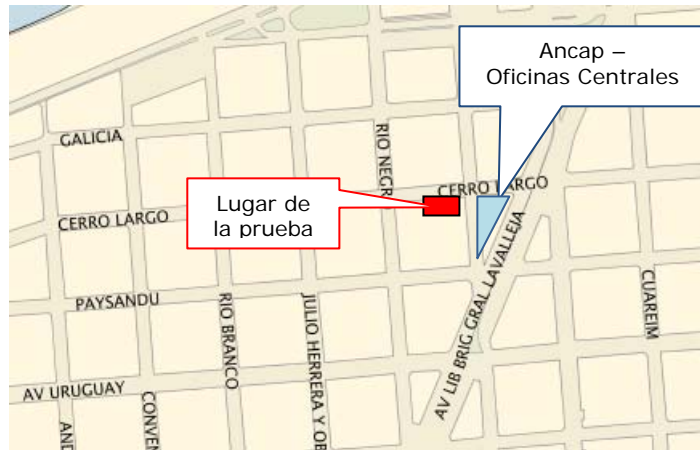 Ancap –
Oficinas Centrales
GALICIA
RIO NEGR
CERRO LARGO
Lugar de
la prueba
CERRO LARGO
AV LIB BRIG GRAL LAVALLEJA
CUAREIM
PAYSANDU
RIO BRANCO
JULIO HERRERA Y OB
AV URUGUAY
CONVEN
AND